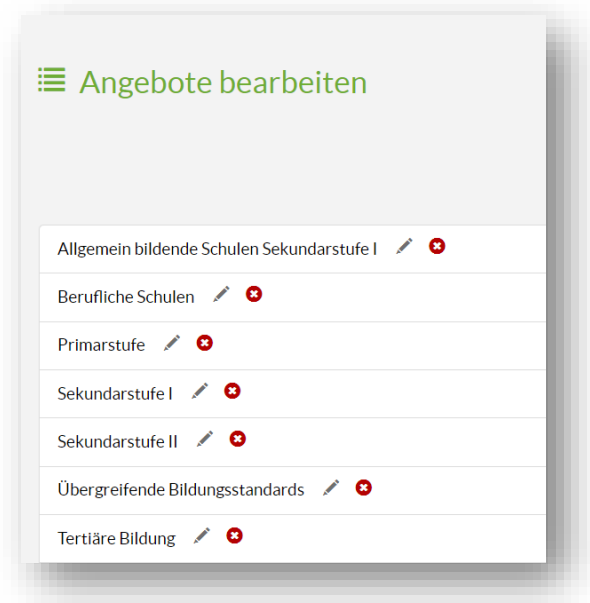 Angebote bearbeiten
Allgemein bildende Schulen Sekundarstufe I
Berufliche Schulen
Primarstufe
Sekundarstufe I
Sekundarstufe II
Übergreifende Bildungsstandards
Tertiäre Bildung